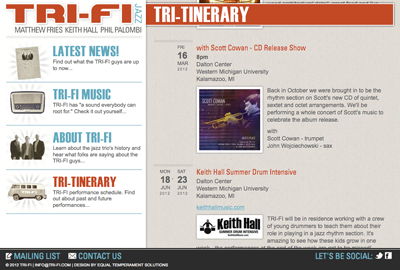 TRI-FI JAZZ
MATTHEW FRIES KEITH HALL PHIL PALOMBI
LATEST NEWS!
Find out what the TRI-FI guys are up
to now...
TRI-FI MUSIC
TRI-FI has "a sound everybody can
root for." Check it out yourself...
ABOUT TRI-FI
Learn about the jazz trio's history and
hear what folks are saying about the
TRI-FI guys...
TRI-TINERARY
TRI-FI performance schedule. Find
out about past and future
performances...
TRI-TINERARY
FRI
16
MAR
2012
with Scott Cowan - CD Release Show
8pm
Dalton Center
Western Michigan University
Kalamazoo, MI
SCOTT
COWAN
Back in October we were brought in to be the
rhythm section on Scott's new CD of quintet,
sextet and octet arrangements. We'll be
performing a whole concert of Scott's music to
celebrate the album release.
with
Scott Cowan - trumpet
John Wojciechowski - sax
MON SAT
18 - 23
JUN JUN
2012 2012
Keith Hall Summer Drum Intensive
Dalton Center
Western Michigan University
Kalamazoo, MI
keithhallmusic.com
Keith Hall
SUMMER DRUM INTENSIVE
TRI-FI will be in residence working with a crew
of young drummers to teach them about their
role in playing in a jazz rhythm section. It's
amazing to see how these kids grow in one
MAILING LIST CONTACT US
LET'S BE SOCIAL:
© 2012 TRI-FI | INFO@TRI-FI.COM | DESIGN BY EQUAL TEMPERAMENT SOLUTIONS